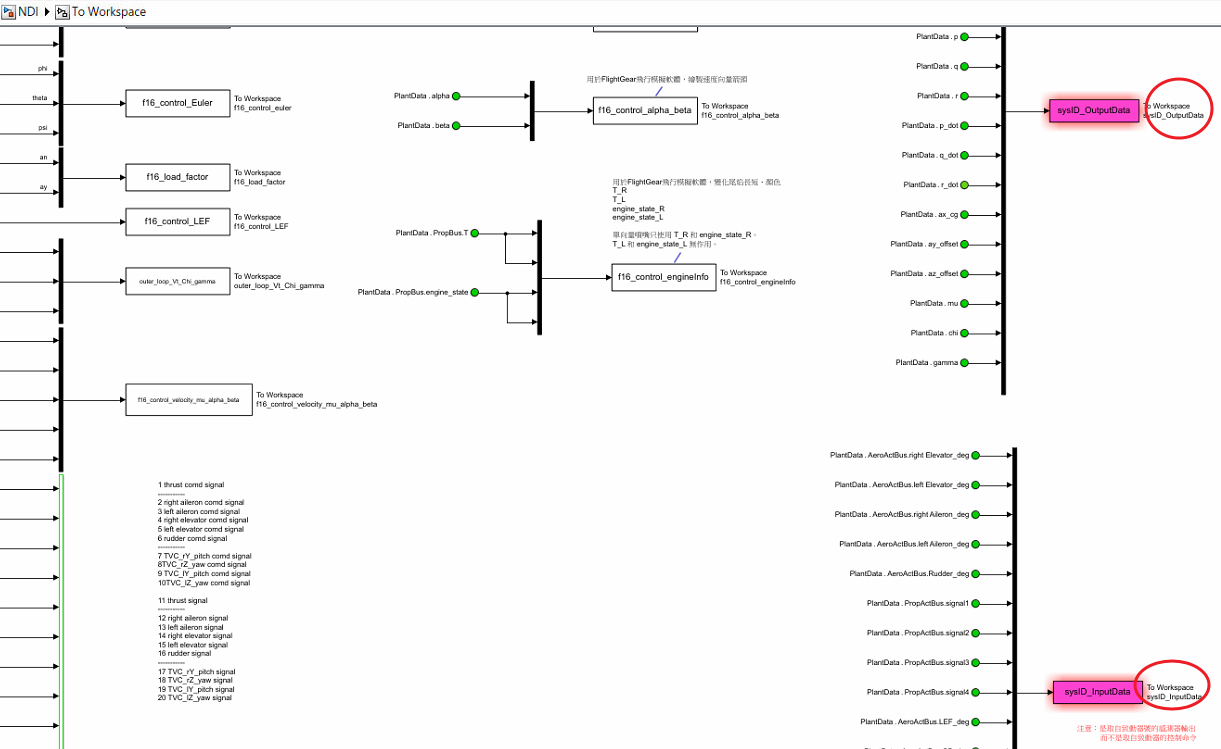 NDI
To Workspace
phi
theta
psi
f16_control_Euler
To Workspace
f16_control_euler
an
ay
f16_load_factor
To Workspace
f16_load_factor
f16_control_LEF
To Workspace
f16_control_LEF
outer_loop_Vt_Chi_gamma
To Workspace
outer_loop_Vt_Chi_gamma
f16_control_velocity_mu_alpha_beta
To Workspace
f16_control_velocity_mu_alpha_beta
1 thrust comd signal
-----------
2 right aileron comd signal
3 left aileron comd signal
4 right elevator comd signal
5 left elevator comd signal
6 rudder comd signal
-----------
7 TVC_rY_pitch comd signal
8TVC_rZ_yaw comd signal
9 TVC_lY_pitch comd signal
10TVC_lZ_yaw comd signal
11 thrust signal
-----------
12 right aileron signal
13 left aileron signal
14 right elevator signal
15 left elevator signal
16 rudder signal
-----------
17 TVC_rY_pitch signal
18 TVC_rZ_yaw signal
19 TVC_lY_pitch signal
20 TVC_lZ_yaw signal
用於FlightGear飛行模擬軟體，繪製速度向量箭頭
PlantData . alpha
PlantData . beta
f16_control_alpha_beta
To Workspace
f16_control_alpha_beta
用於FlightGear飛行模擬軟體，變化尾焰長短、顏色
T_R
T_L
engine_state_R
engine_state_L
單向量噴嘴只使用 T_R 和 engine_state_R。
T_L 和 engine_state_L 無作用。
PlantData . PropBus.T
PlantData . PropBus.engine_state
f16_control_engineInfo
To Workspace
f16_control_engineInfo
PlantData . p
PlantData . q
PlantData . r
PlantData . p_dot
PlantData . q_dot
PlantData . r_dot
PlantData . ax_cg
PlantData . ay_offset
PlantData . az_offset
PlantData . mu
PlantData . chi
PlantData . gamma
sysID_OutputData
To Workspace
sysID_OutputData
PlantData . AeroActBus.right Elevator_deg
PlantData . AeroActBus.left Elevator_deg
PlantData . AeroActBus.right Aileron_deg
PlantData . AeroActBus.left Aileron_deg
PlantData . AeroActBus.Rudder_deg
PlantData . PropActBus.signal1
PlantData . PropActBus.signal2
PlantData . PropActBus.signal3
PlantData . PropActBus.signal4
PlantData . AeroActBus.LEF_deg
sysID_InputData
To Workspace
sysID_InputData
注意：是取自致動器號的感測器輸出
而不是取自致動器的控制命令